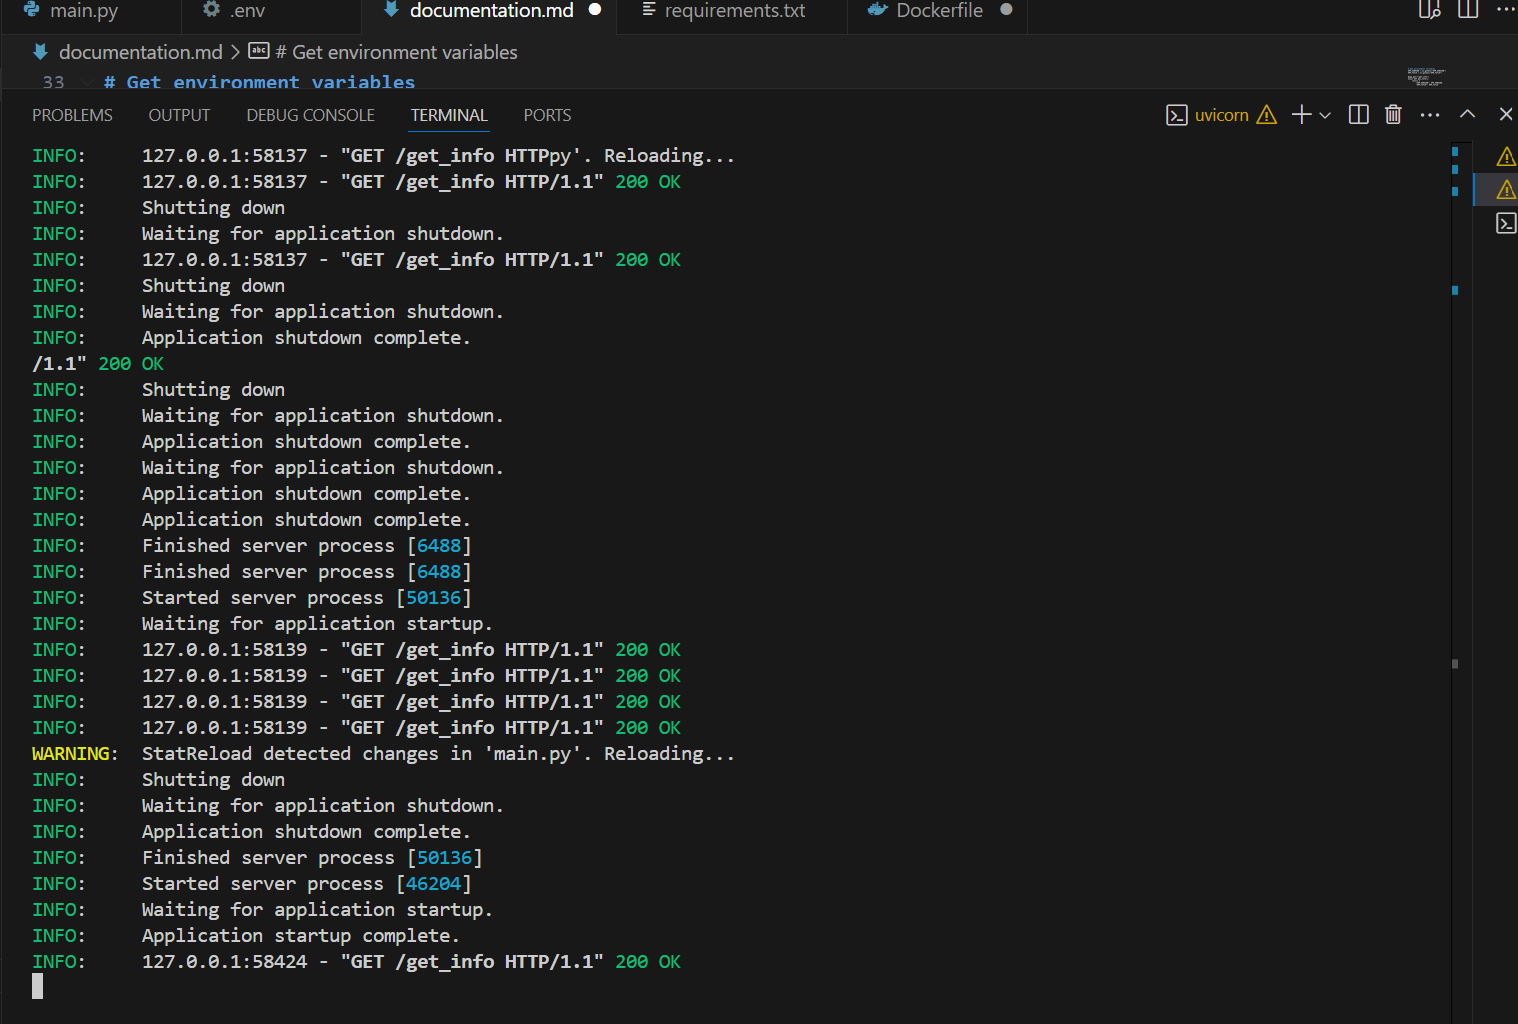 main.py .env documentation.md requirements.txt Dockerfile
documentation.md > abc # Get environment variables
33 # Get environment variables
PROBLEMS OUTPUT DEBUG CONSOLE TERMINAL PORTS uvicorn
INFO: 127.0.0.1:58137 - "GET /get_info HTTPpy'. Reloading...
INFO: 127.0.0.1:58137 - "GET /get_info HTTP/1.1" 200 OK
INFO: Shutting down
INFO: Waiting for application shutdown.
INFO: 127.0.0.1:58137 - "GET /get_info HTTP/1.1" 200 OK
INFO: Shutting down
INFO: Waiting for application shutdown.
INFO: Application shutdown complete.
/1.1" 200 OK
INFO: Shutting down
INFO: Waiting for application shutdown.
INFO: Application shutdown complete.
INFO: Waiting for application shutdown.
INFO: Application shutdown complete.
INFO: Application shutdown complete.
INFO: Finished server process [6488]
INFO: Finished server process [6488]
INFO: Started server process [50136]
INFO: Waiting for application startup.
INFO: 127.0.0.1:58139 - "GET /get_info HTTP/1.1" 200 OK
INFO: 127.0.0.1:58139 - "GET /get_info HTTP/1.1" 200 OK
INFO: 127.0.0.1:58139 - "GET /get_info HTTP/1.1" 200 OK
INFO: 127.0.0.1:58139 - "GET /get_info HTTP/1.1" 200 OK
WARNING: StatReload detected changes in 'main.py'. Reloading...
INFO: Shutting down
INFO: Waiting for application shutdown.
INFO: Application shutdown complete.
INFO: Finished server process [50136]
INFO: Started server process [46204]
INFO: Waiting for application startup.
INFO: Application startup complete.
INFO: 127.0.0.1:58424 - "GET /get_info HTTP/1.1" 200 OK